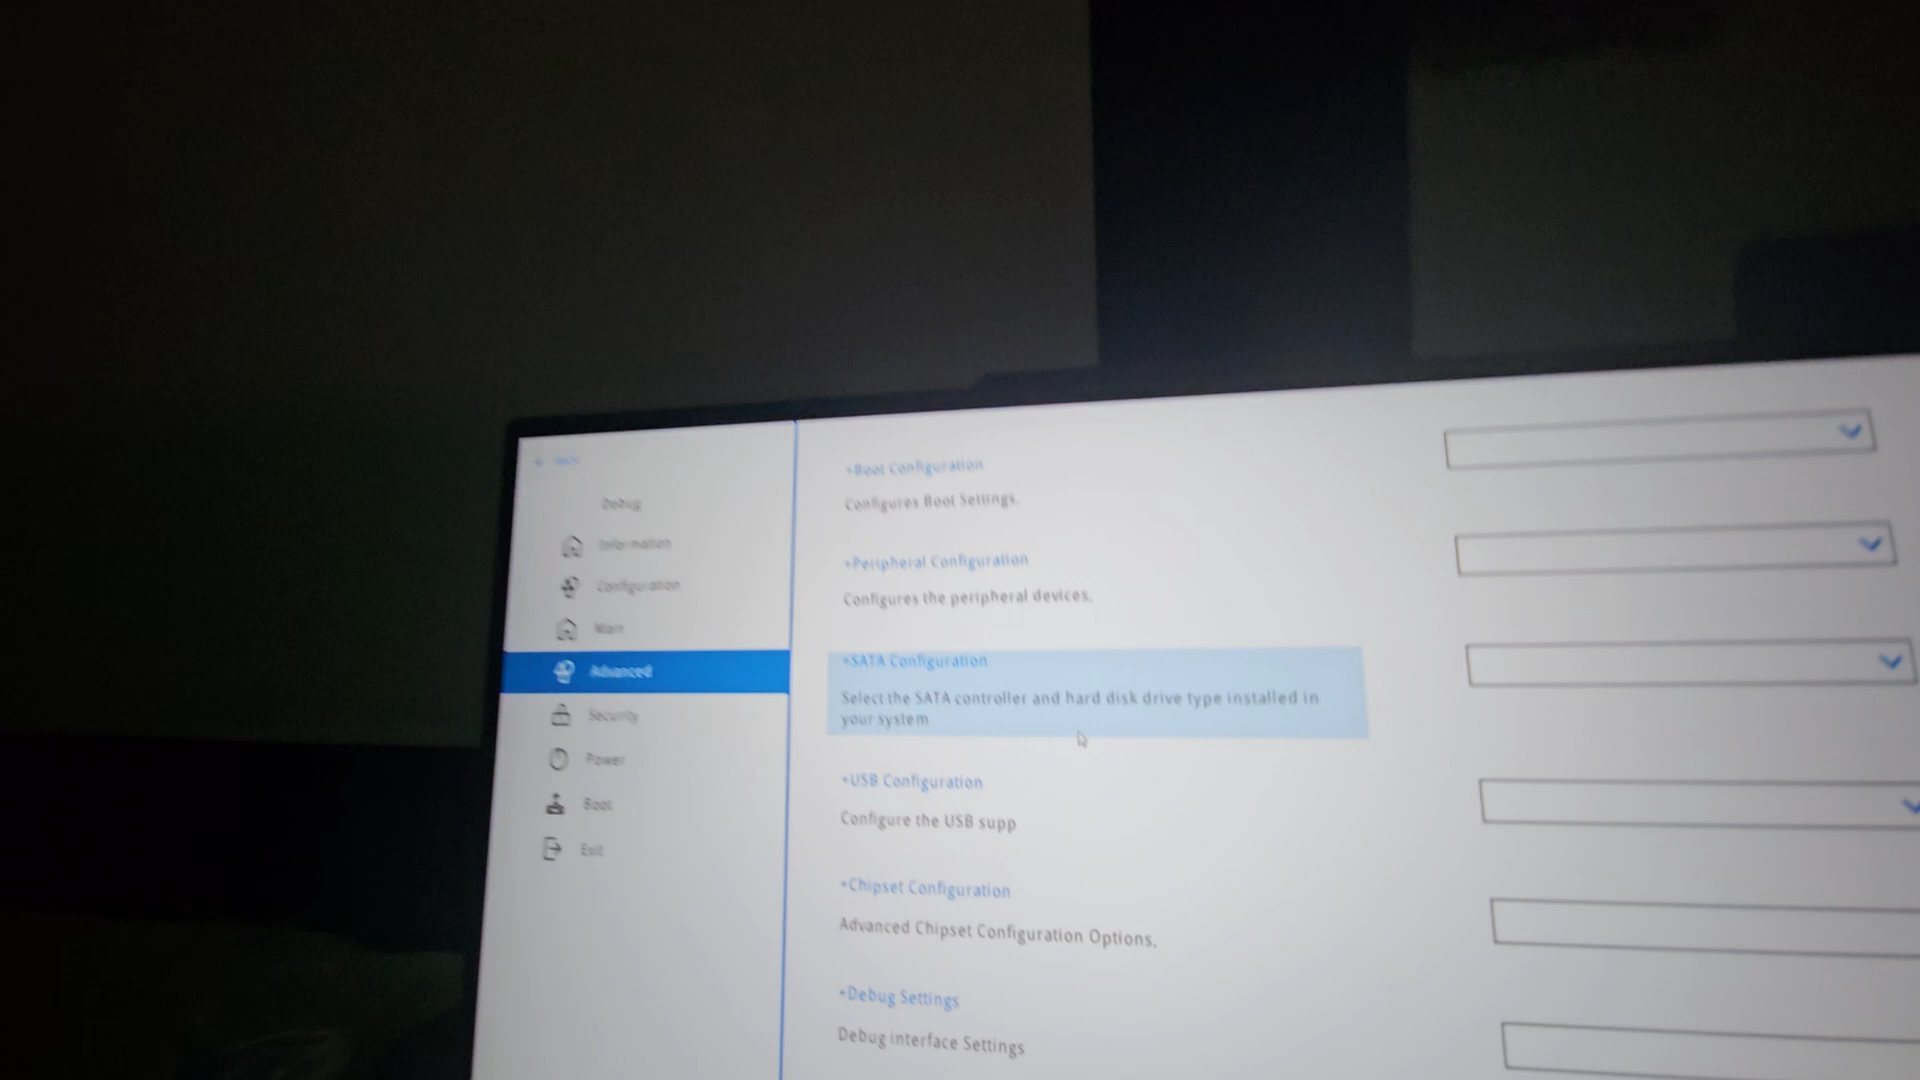 Debug
Information
Configuration
Main
Advanced
Security
Power
Boot
Exit
+Boot Configuration
Configures Boot Settings.
+Peripheral Configuration
Configures the peripheral devices.
+SATA Configuration
Select the SATA controller and hard disk drive type installed in
your system
+USB Configuration
Configure the USB supp
+Chipset Configuration
Advanced Chipset Configuration Options.
+Debug Settings
Debug interface Settings